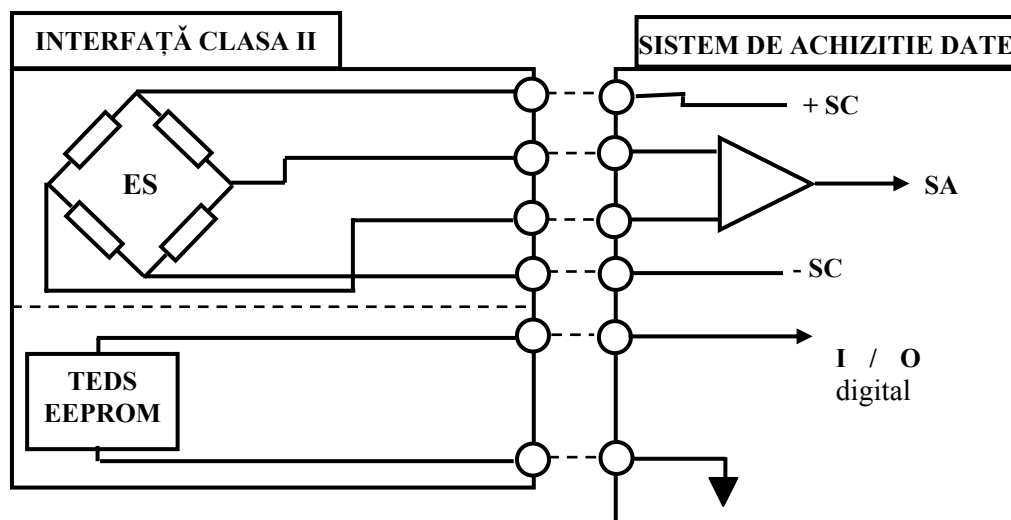 INTERFAȚĂ CLASA II
SISTEM DE ACHIZITIE DATE
+ SC
ES
SA
- SC
TEDS
EEPROM
I / O
digital